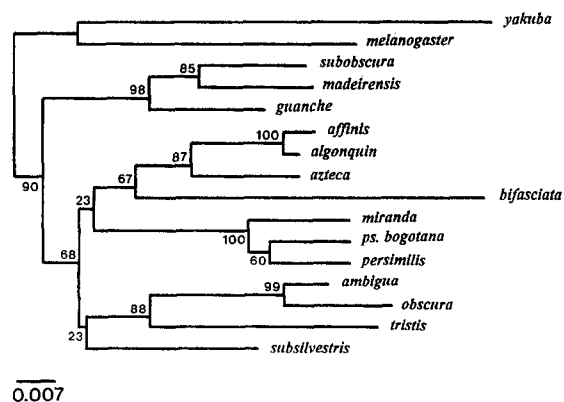 yakuba
melanogaster
subobscura
85
madeirensis
98
guanche
affinis
100
algonquin
87
azteca
67
90
bifasciata
23
miranda
100
ps. bogotana
60
persimilis
68
ambigua
99
obscura
88
tristis
23
subsilvestris
0.007